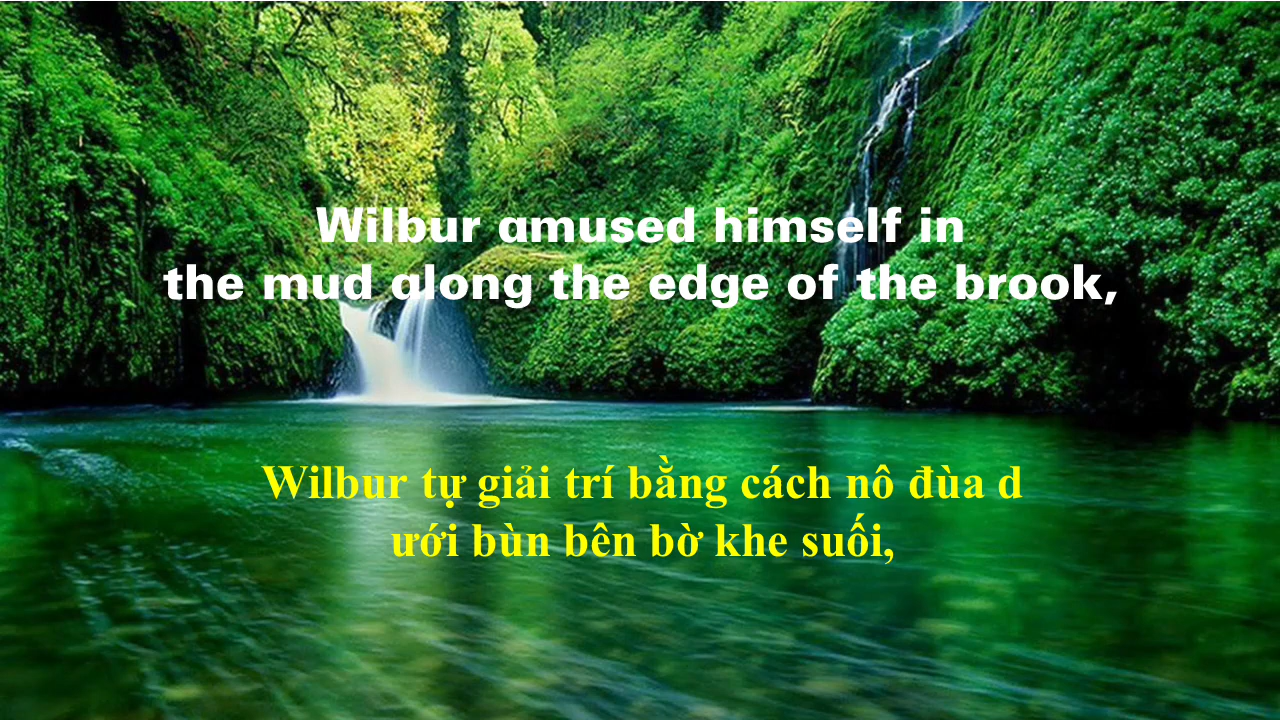 Wilbur amused himself in
the mud along the edge of the brook,
Wilbur tự giải trí bằng cách nô đùa d
ưới bùn bên bờ khe suối,